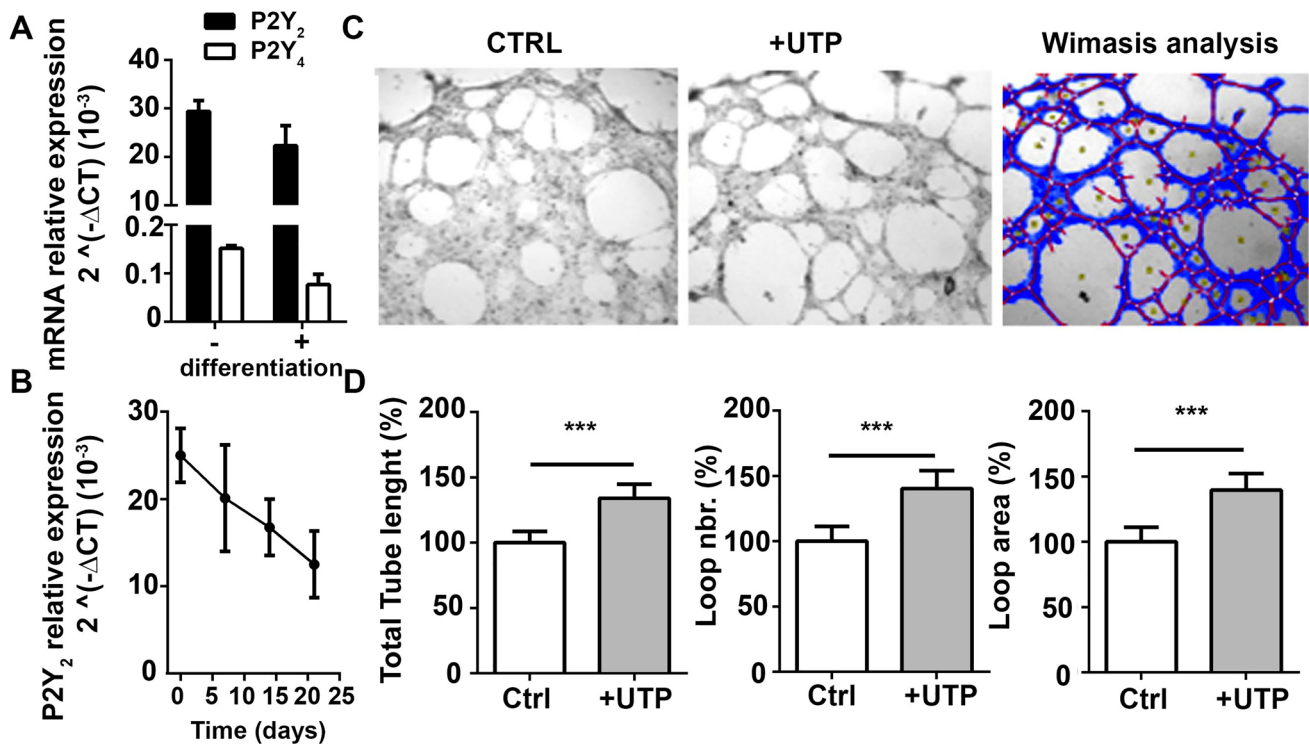 A
P2Y2
P2Y4
mRNA relative expression
2 ^(-ΔCT) (10-3)
40
30
20
10
0.2
0.1
0
- +
differentiation
C
CTRL
+UTP
Wimasis analysis
B
P2Y2 relative expression
2 ^(-ΔCT) (10-3)
30
20
10
0
0 5 10 15 20 25
Time (days)
D
Total Tube lenght (%)
200
150
100
50
0
***
Ctrl +UTP
Loop nbr. (%)
200
150
100
50
0
***
Ctrl +UTP
Loop area (%)
200
150
100
50
0
***
Ctrl +UTP